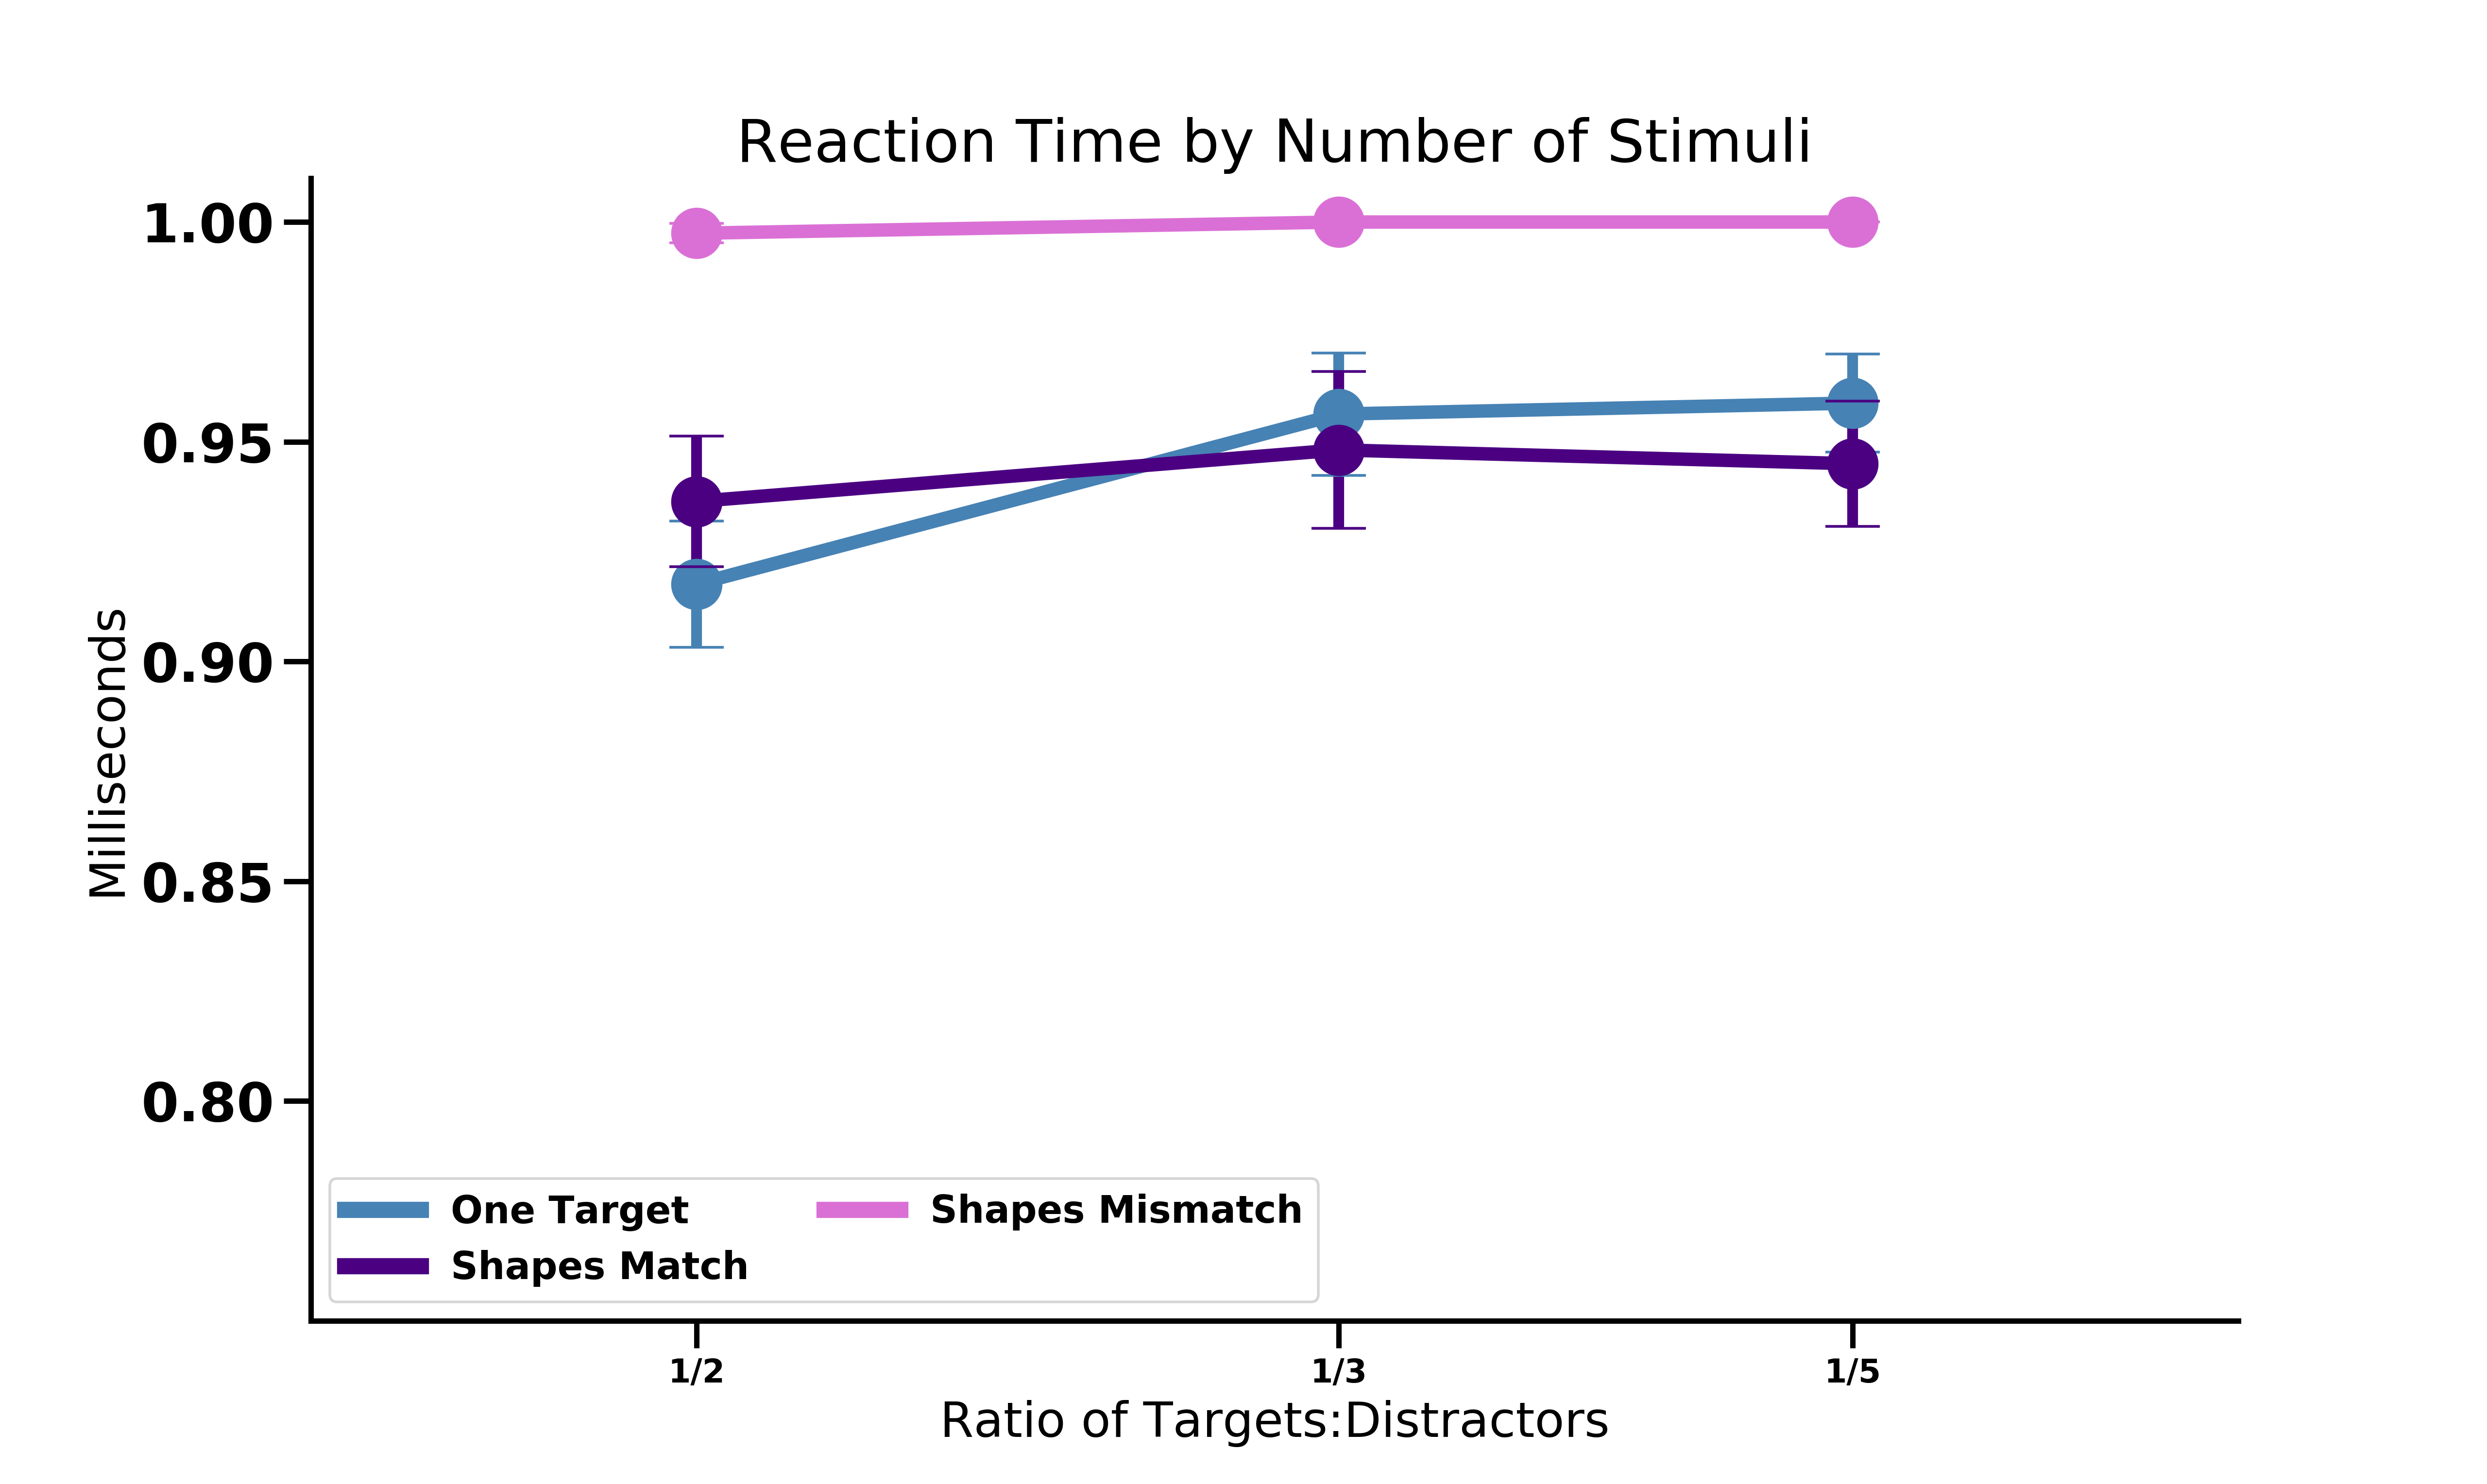 Reaction Time by Number of Stimuli
1.00
0.95
0.90
0.85
0.80
Milliseconds
One Target
Shapes Match
Shapes Mismatch
1/2 1/3 1/5
Ratio of Targets:Distractors